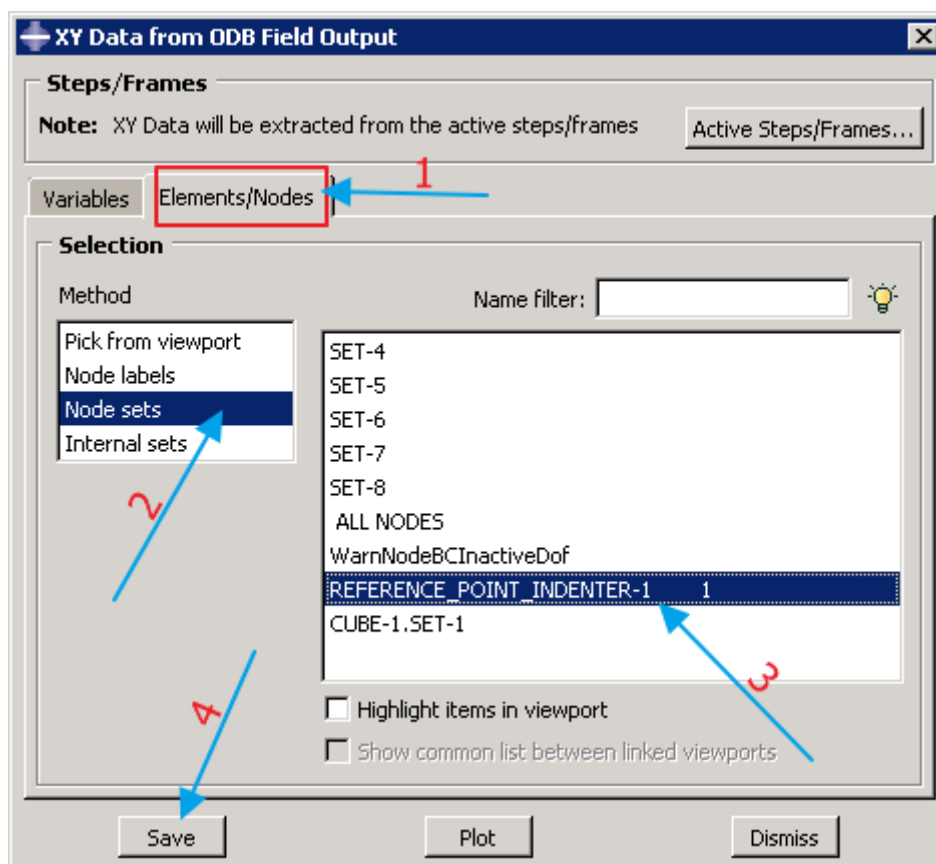 XY Data from ODB Field Output
Steps/Frames
Note: XY Data will be extracted from the active steps/frames
Active Steps/Frames...
1
Variables
Elements/Nodes
Selection
Method
Name filter:
Pick from viewport
Node labels
Node sets
Internal sets
2
SET-4
SET-5
SET-6
SET-7
SET-8
ALL NODES
WarnNodeBCInactiveDof
REFERENCE_POINT_INDENTER-1 1
CUBE-1.SET-1
3
Highlight items in viewport
Show common list between linked viewports
4
Save
Plot
Dismiss